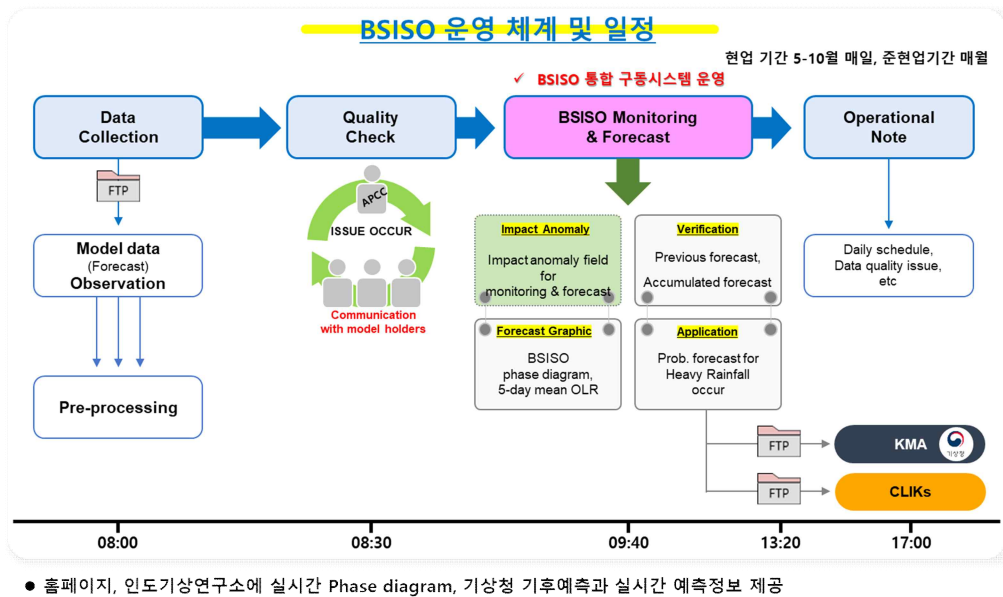 BSISO 운영 체계 및 일정
현업 기간 5-10월 매일, 준현업기간 매월
✓ BSISO 통합 구동시스템 운영
Data
Collection
Quality
Check
BSISO Monitoring
& Forecast
Operational
Note
FTP
Model data
(Forecast)
Observation
Pre-processing
APCC
ISSUE OCCUR
Communication
with model holders
Impact Anomaly
Impact anomaly field
for
monitoring & forecast
Verification
Previous forecast,
Accumulated forecast
Forecast Graphic
BSISO
phase diagram,
5-day mean OLR
Application
Prob. forecast for
Heavy Rainfall
occur
Daily schedule,
Data quality issue,
etc
FTP
KMA
기상청
FTP
CLIKs
08:00
08:30
09:40
13:20
17:00
● 홈페이지, 인도기상연구소에 실시간 Phase diagram, 기상청 기후예측과 실시간 예측정보 제공